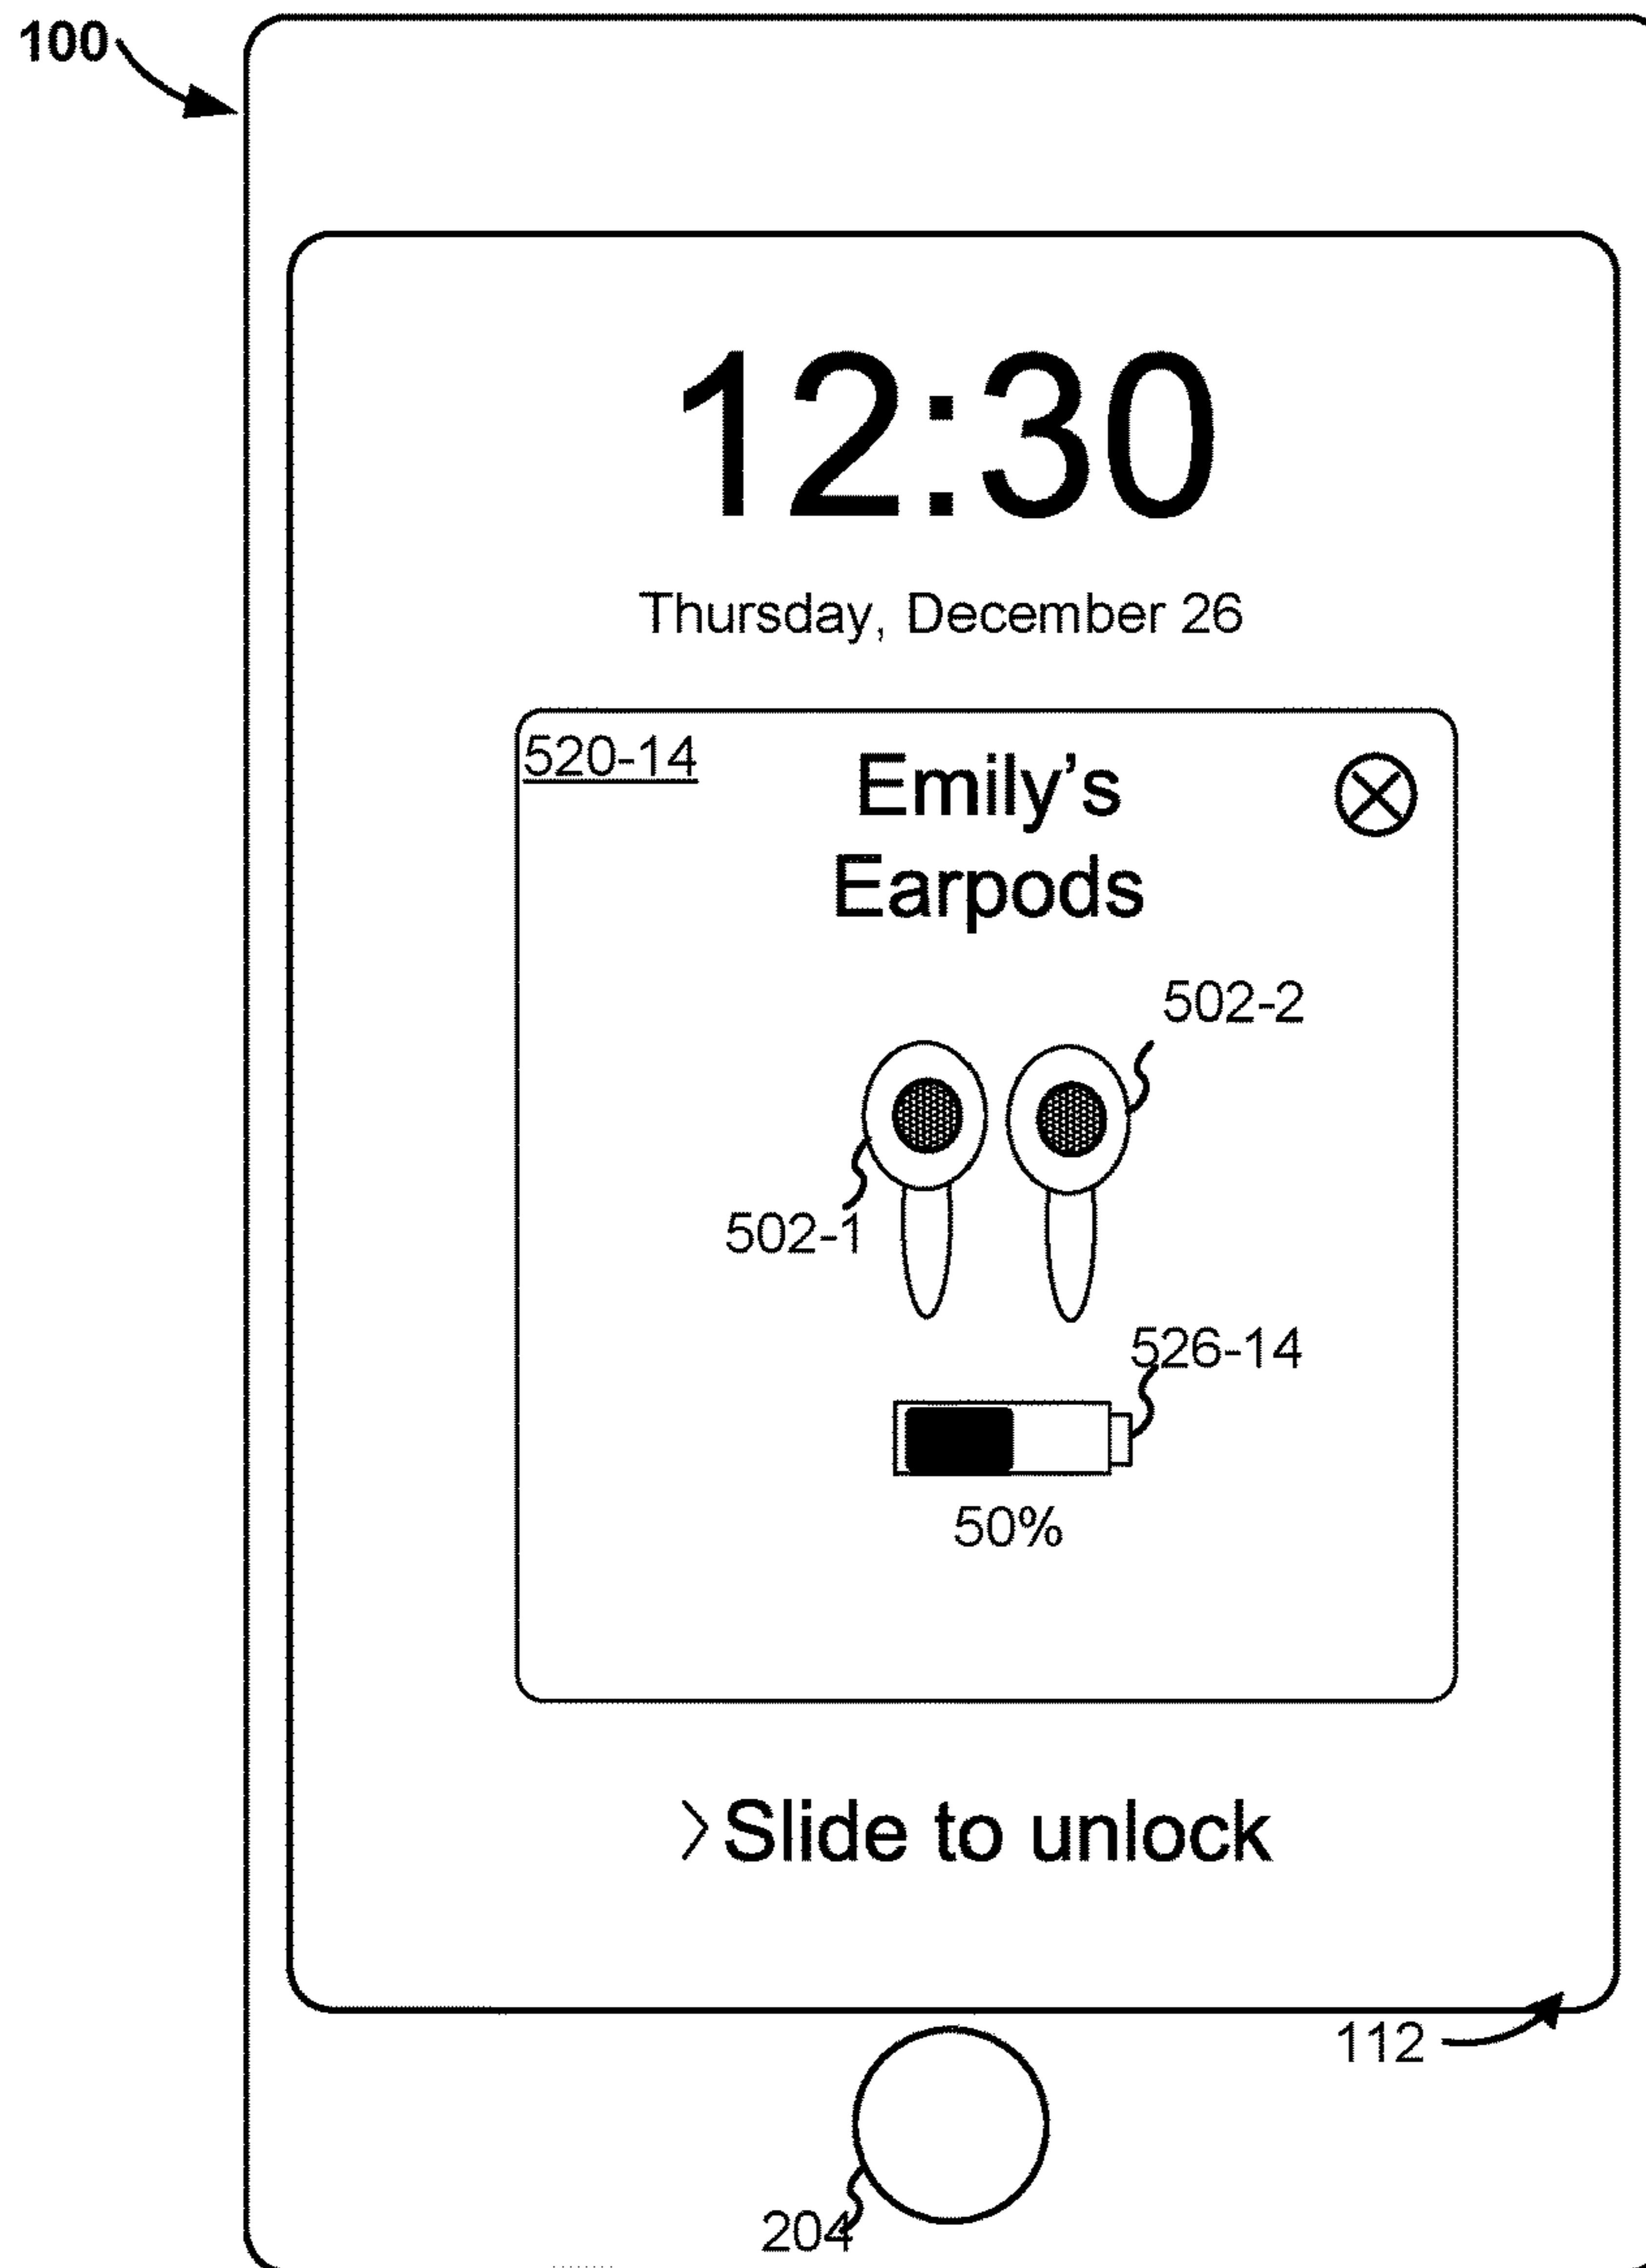 100
12:30
Thursday, December 26
520-14
Emily’s
Earpods
502-2
502-1
526-14
50%
〉Slide to unlock
112
204